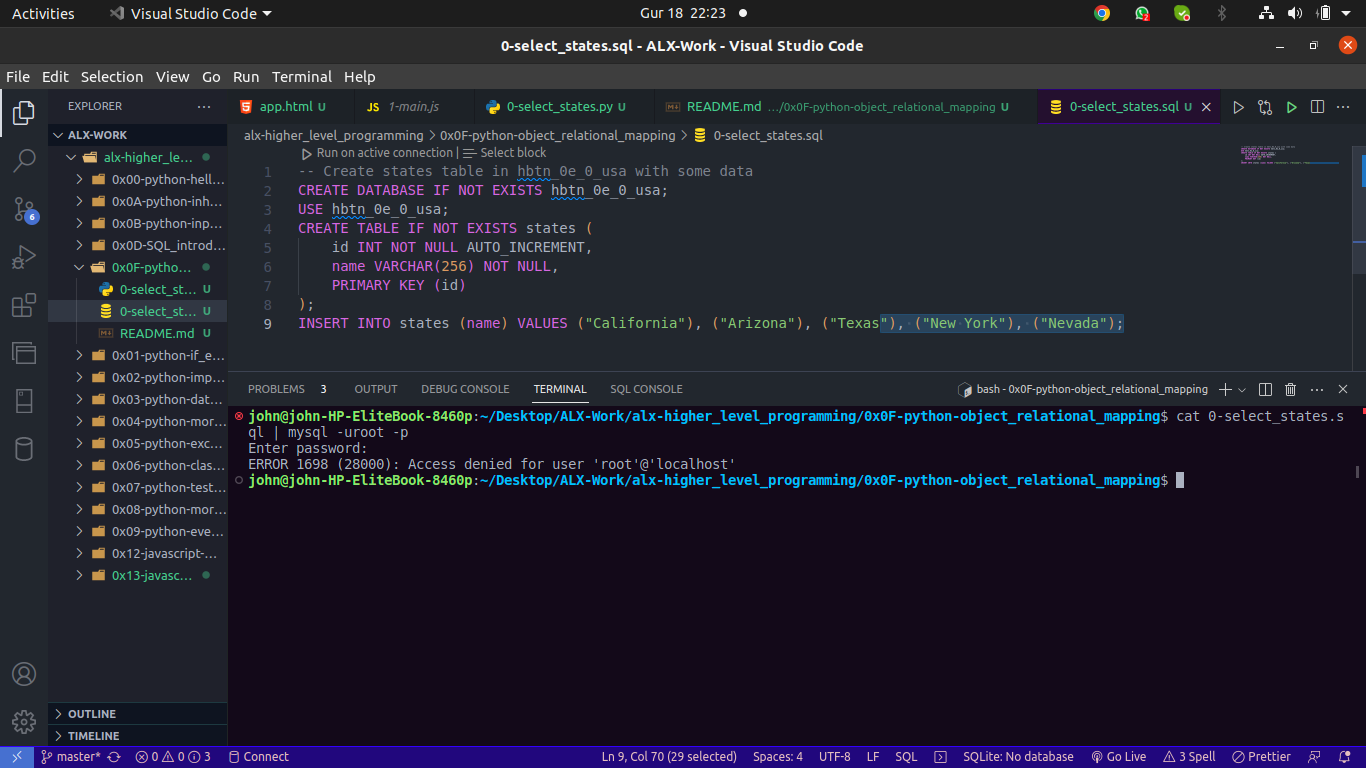 Activities
Visual Studio Code
Gur 18 22:23
2
0-select_states.sql - ALX-Work - Visual Studio Code
File Edit Selection View Go Run Terminal Help
EXPLORER
app.html U
JS 1-main.js
0-select_states.py U
README.md .../0x0F-python-object_relational_mapping U
0-select_states.sql U
ALX-WORK
alx-higher_level_programming > 0x0F-python-object_relational_mapping > 0-select_states.sql
alx-higher_le...
0x00-python-hell...
0x0A-python-inh...
0x0B-python-inp...
0x0D-SQL_introd...
0x0F-pytho...
0-select_st... U
0-select_st... U
README.md U
0x01-python-if_e...
0x02-python-imp...
0x03-python-dat...
0x04-python-mor...
0x05-python-exc...
0x06-python-clas...
0x07-python-test...
0x08-python-mor...
0x09-python-eve...
0x12-javascript-...
0x13-javasc...
OUTLINE
TIMELINE
6
Run on active connection | Select block
1 -- Create states table in hbtn_0e_0_usa with some data
2 CREATE DATABASE IF NOT EXISTS hbtn_0e_0_usa;
3 USE hbtn_0e_0_usa;
4 CREATE TABLE IF NOT EXISTS states (
5 id INT NOT NULL AUTO_INCREMENT,
6 name VARCHAR(256) NOT NULL,
7 PRIMARY KEY (id)
8 );
9 INSERT INTO states (name) VALUES ("California"), ("Arizona"), ("Texas"), ("New York"), ("Nevada");
PROBLEMS 3 OUTPUT DEBUG CONSOLE TERMINAL SQL CONSOLE
bash - 0x0F-python-object_relational_mapping
john@john-HP-EliteBook-8460p:~/Desktop/ALX-Work/alx-higher_level_programming/0x0F-python-object_relational_mapping$ cat 0-select_states.s
ql | mysql -uroot -p
Enter password:
ERROR 1698 (28000): Access denied for user 'root'@'localhost'
john@john-HP-EliteBook-8460p:~/Desktop/ALX-Work/alx-higher_level_programming/0x0F-python-object_relational_mapping$
master* 0 0 3 Connect
Ln 9, Col 70 (29 selected) Spaces: 4 UTF-8 LF SQL SQLite: No database Go Live 3 Spell Prettier